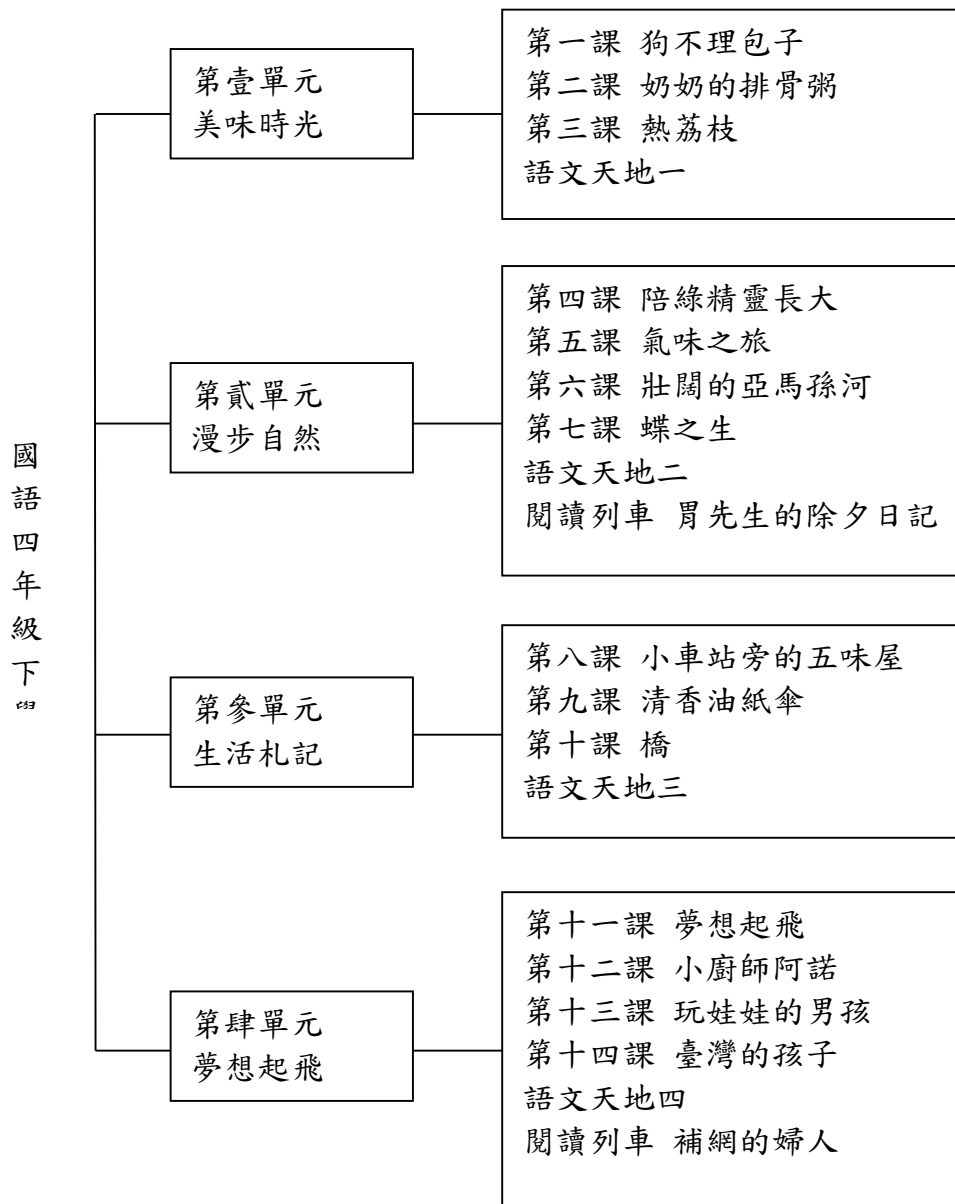 國語四年級下
第壹單元
美味時光
第一課 狗不理包子
第二課 奶奶的排骨粥
第三課 熱荔枝
語文天地一
第貳單元
漫步自然
第四課 陪綠精靈長大
第五課 氣味之旅
第六課 壯闊的亞馬孫河
第七課 蝶之生
語文天地二
閱讀列車 胃先生的除夕日記
第參單元
生活札記
第八課 小車站旁的五味屋
第九課 清香油紙傘
第十課 橋
語文天地三
第肆單元
夢想起飛
第十一課 夢想起飛
第十二課 小廚師阿諾
第十三課 玩娃娃的男孩
第十四課 臺灣的孩子
語文天地四
閱讀列車 補網的婦人